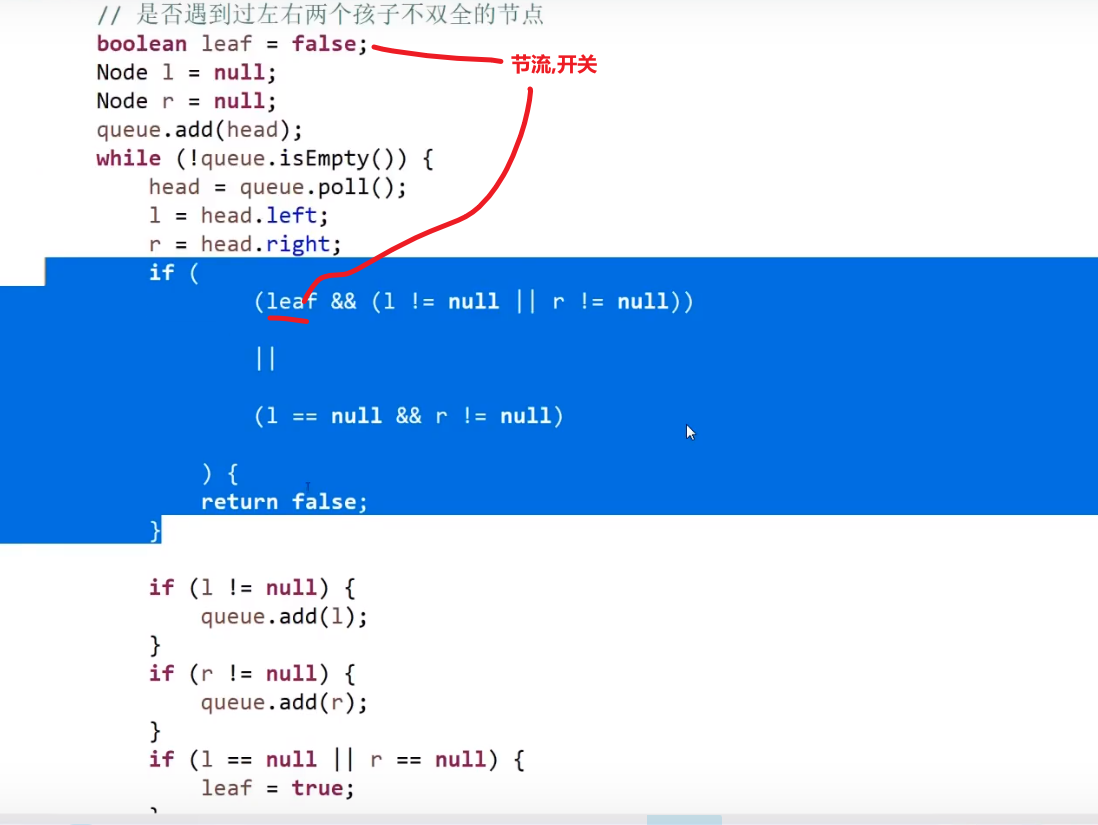 // 是否遇到过左右两个孩子不双全的节点
boolean leaf = false;
节流,开关
Node l = null;
Node r = null;
queue.add(head);
while (!queue.isEmpty()) {
head = queue.poll();
l = head.left;
r = head.right;
if (
(leaf && (l != null || r != null))
||
(l == null && r != null)
) {
return false;
}
if (l != null) {
queue.add(l);
}
if (r != null) {
queue.add(r);
}
if (l == null || r == null) {
leaf = true;